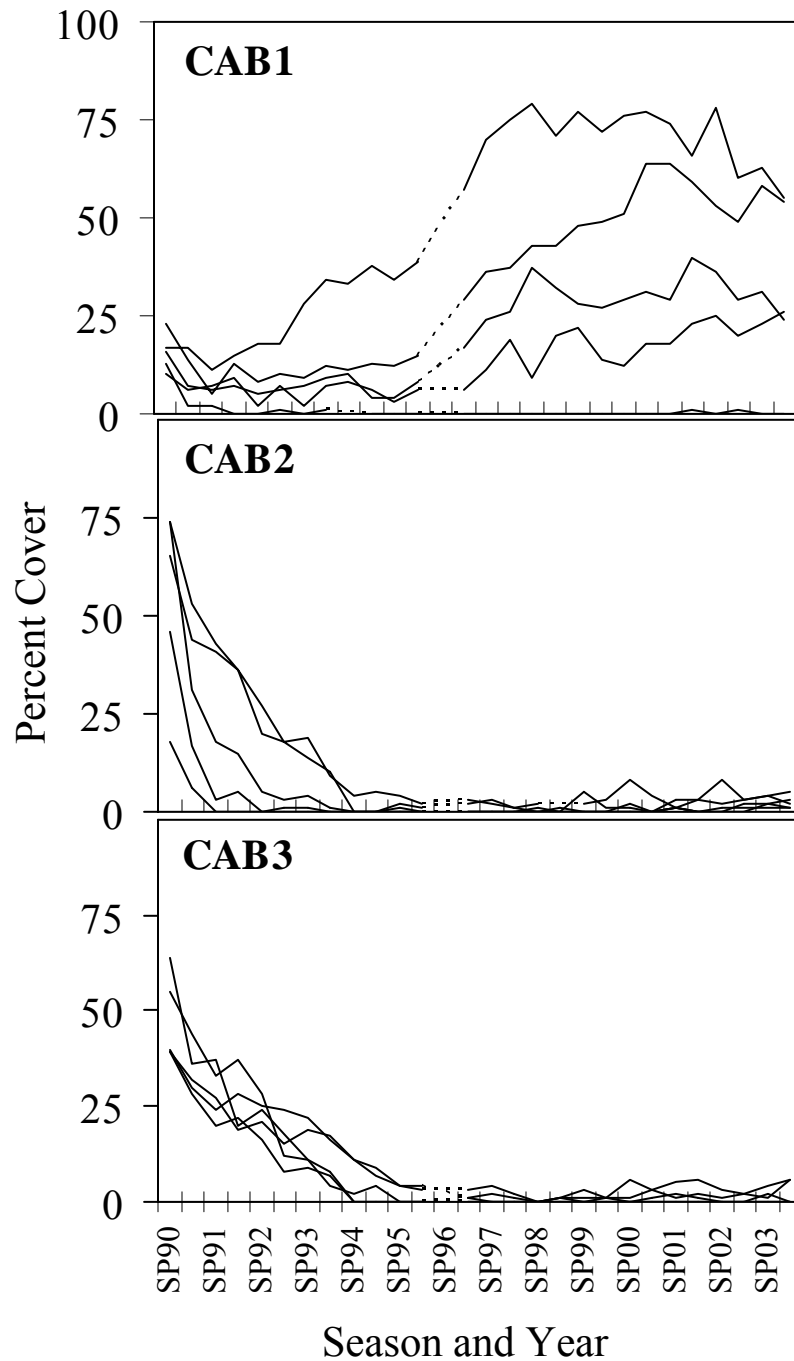 100
CAB1
75
50
25
0
CAB2
75
50
25
0
CAB3
75
50
25
0
Percent Cover
SP90
SP91
SP92
SP93
SP94
SP95
SP96
SP97
SP98
SP99
SP00
SP01
SP02
SP03
Season and Year